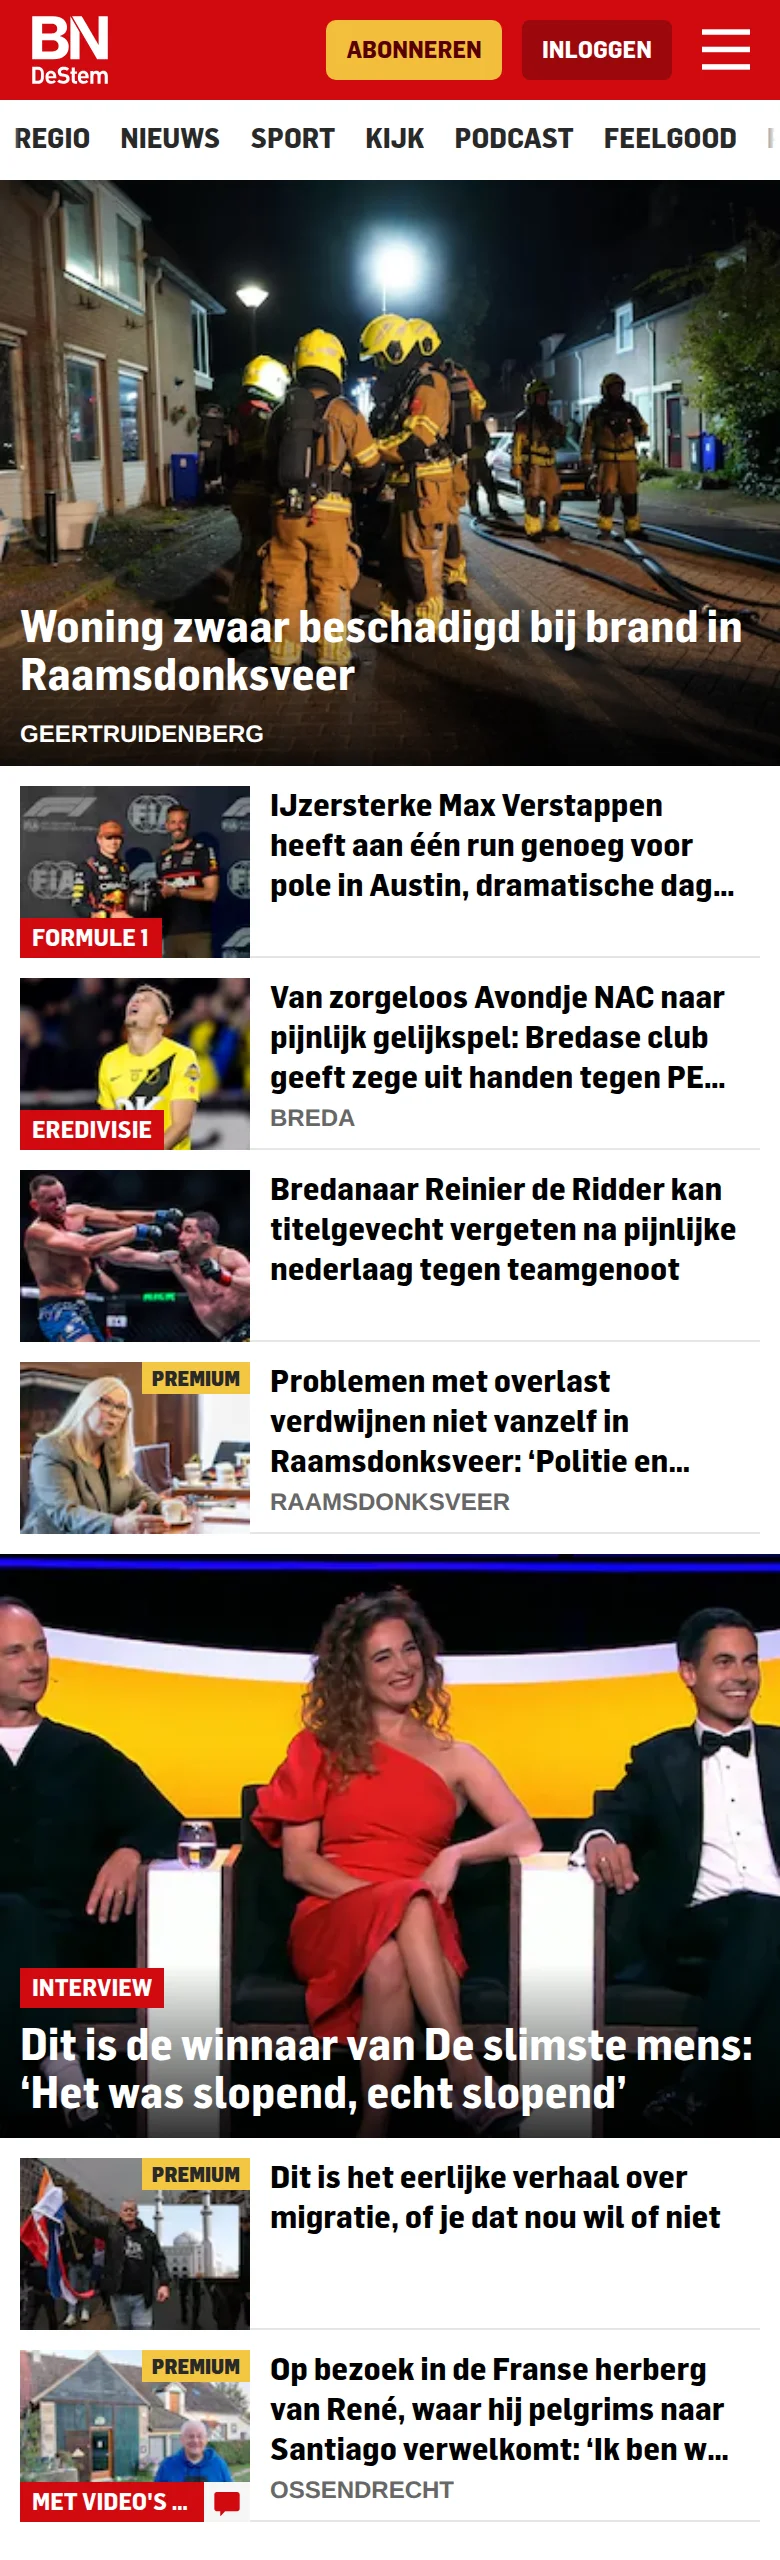 BN
DeStem
ABONNEREN
INLOGGEN
REGIO NIEUWS SPORT KIJK PODCAST FEELGOOD
Woning zwaar beschadigd bij brand in
Raamsdonksveer
GEERTRUIDENBERG
FORMULE 1
IJzersterke Max Verstappen
heeft aan één run genoeg voor
pole in Austin, dramatische dag...
EREDIVISIE
Van zorgeloos Avondje NAC naar
pijnlijk gelijkspel: Bredase club
geeft zege uit handen tegen PE...
BREDA
Bredanaar Reinier de Ridder kan
titelgevecht vergeten na pijnlijke
nederlaag tegen teamgenoot
PREMIUM
Problemen met overlast
verdwijnen niet vanzelf in
Raamsdonksveer: ‘Politie en...
RAAMSDONKSVEER
INTERVIEW
Dit is de winnaar van De slimste mens:
‘Het was slopend, echt slopend’
PREMIUM
Dit is het eerlijke verhaal over
migratie, of je dat nou wil of niet
PREMIUM
MET VIDEO'S ...
Op bezoek in de Franse herberg
van René, waar hij pelgrims naar
Santiago verwelkomt: ‘Ik ben w...
OSSENDRECHT